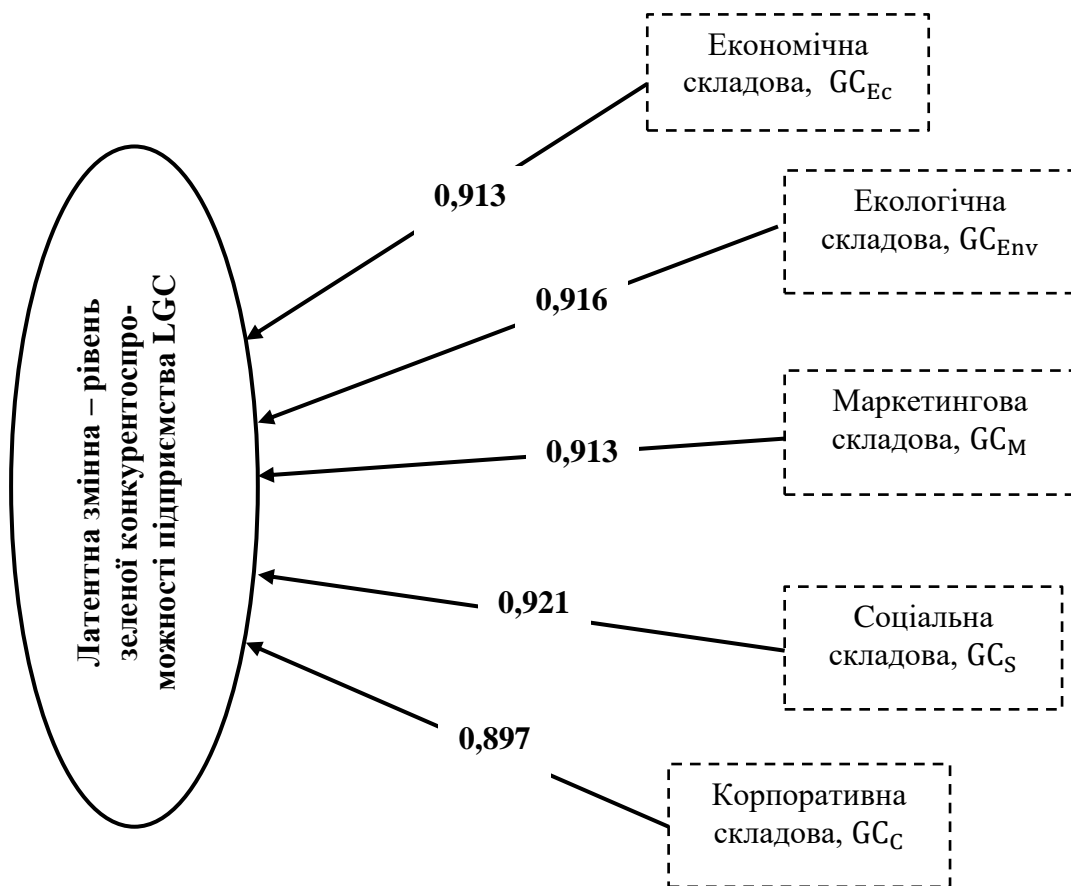 Економічна
складова, GC_Ec
0,913
Екологічна
складова, GC_Env
0,916
Латентна змінна – рівень
зеленої конкурентоспро-
можності підприємства LGC
Маркетингова
складова, GC_M
0,913
Соціальна
складова, GC_S
0,921
0,897
Корпоративна
складова, GC_C